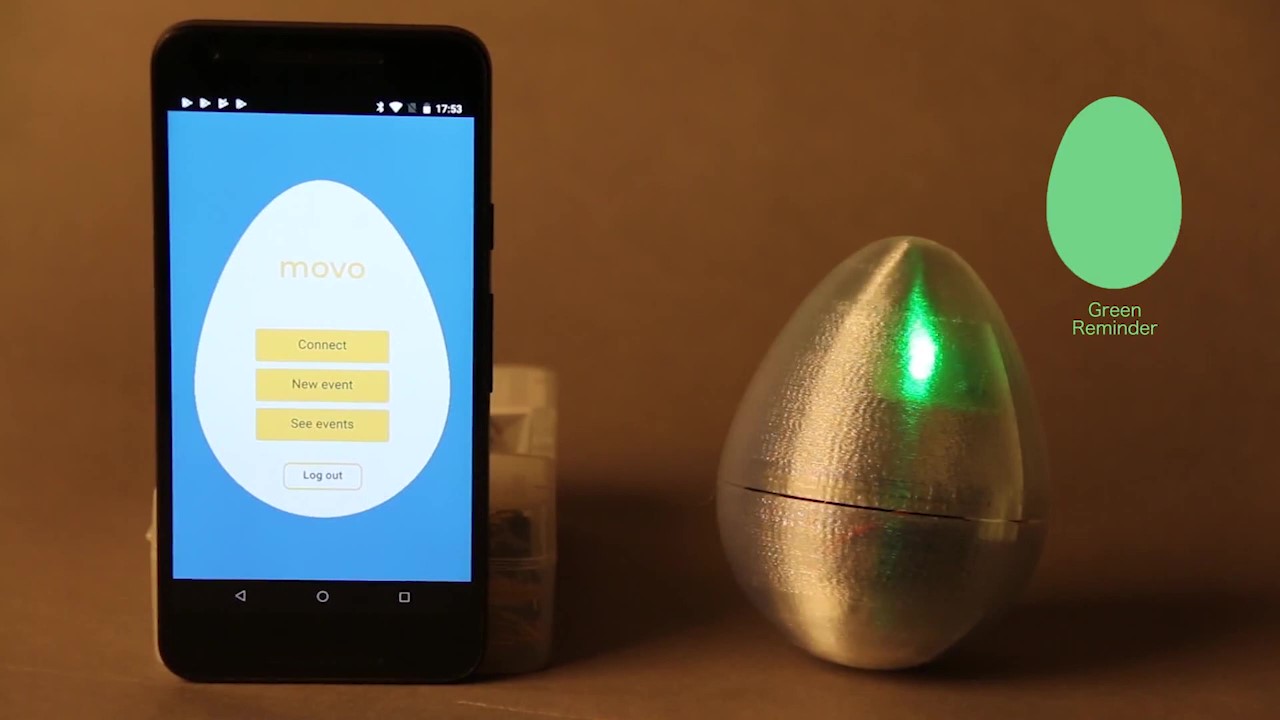 17:53
movo
Connect
New event
See events
Log out
Green
Reminder